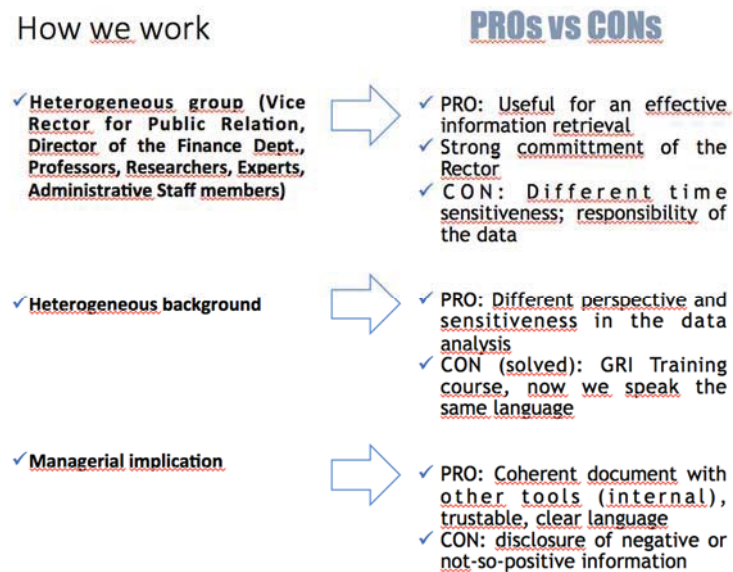 How we work
PROs vs CONs
✓ Heterogeneous group (Vice
Rector for Public Relation,
Director of the Finance Dept.,
Professors, Researchers, Experts,
Administrative Staff members)
✓ PRO: Useful for an effective
information retrieval
✓ Strong committment of the
Rector
✓ CON: Different time
sensitiveness; responsibility of
the data
✓ Heterogeneous background
✓ PRO: Different perspective and
sensitiveness in the data
analysis
✓ CON (solved): GRI Training
course, now we speak the
same language
✓ Managerial implication
✓ PRO: Coherent document with
other tools (internal),
trustable, clear language
✓ CON: disclosure of negative or
not-so-positive information